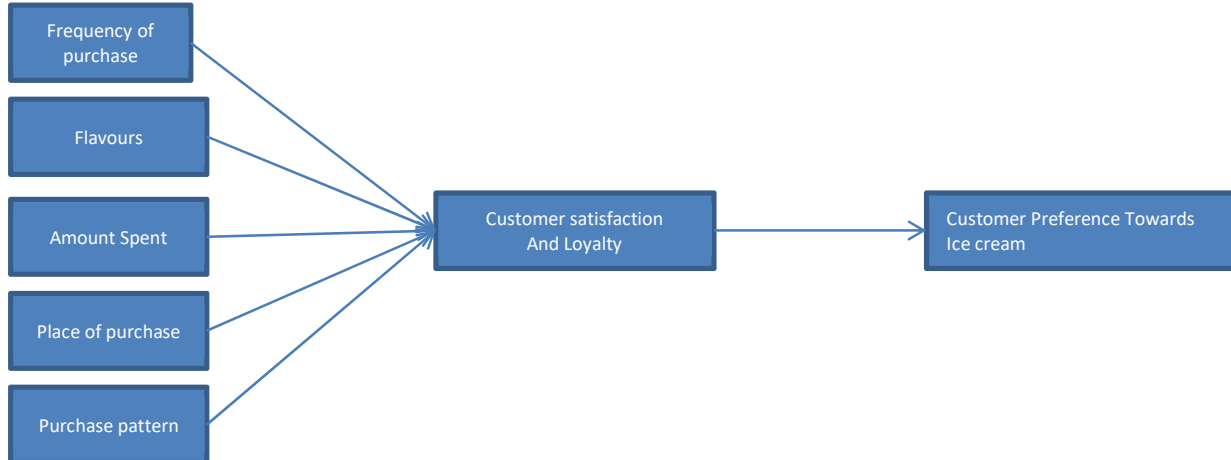 Frequency of
purchase
Flavours
Amount Spent
Place of purchase
Purchase pattern
Customer satisfaction
And Loyalty
Customer Preference Towards
Ice cream